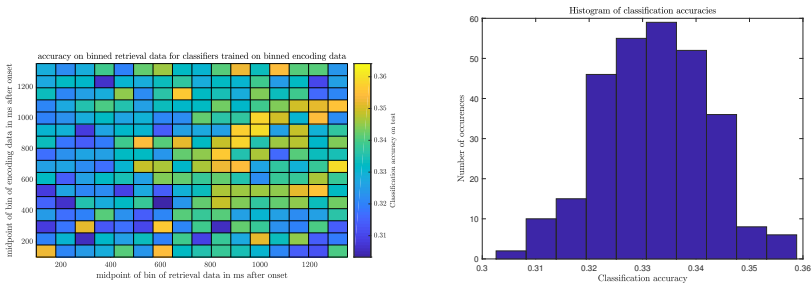 accuracy on binned retrieval data for classifiers trained on binned encoding data
midpoint of bin of encoding data in ms after onset
1200
1000
800
600
400
200
200 400 600 800 1000 1200
midpoint of bin of retrieval data in ms after onset
0.36
0.35
0.34
0.33
0.32
0.31
Classification accuracy on test
Histogram of classification accuracies
Number of occurences
60
50
40
30
20
10
0
0.3 0.31 0.32 0.33 0.34 0.35 0.36
Classification accuracy